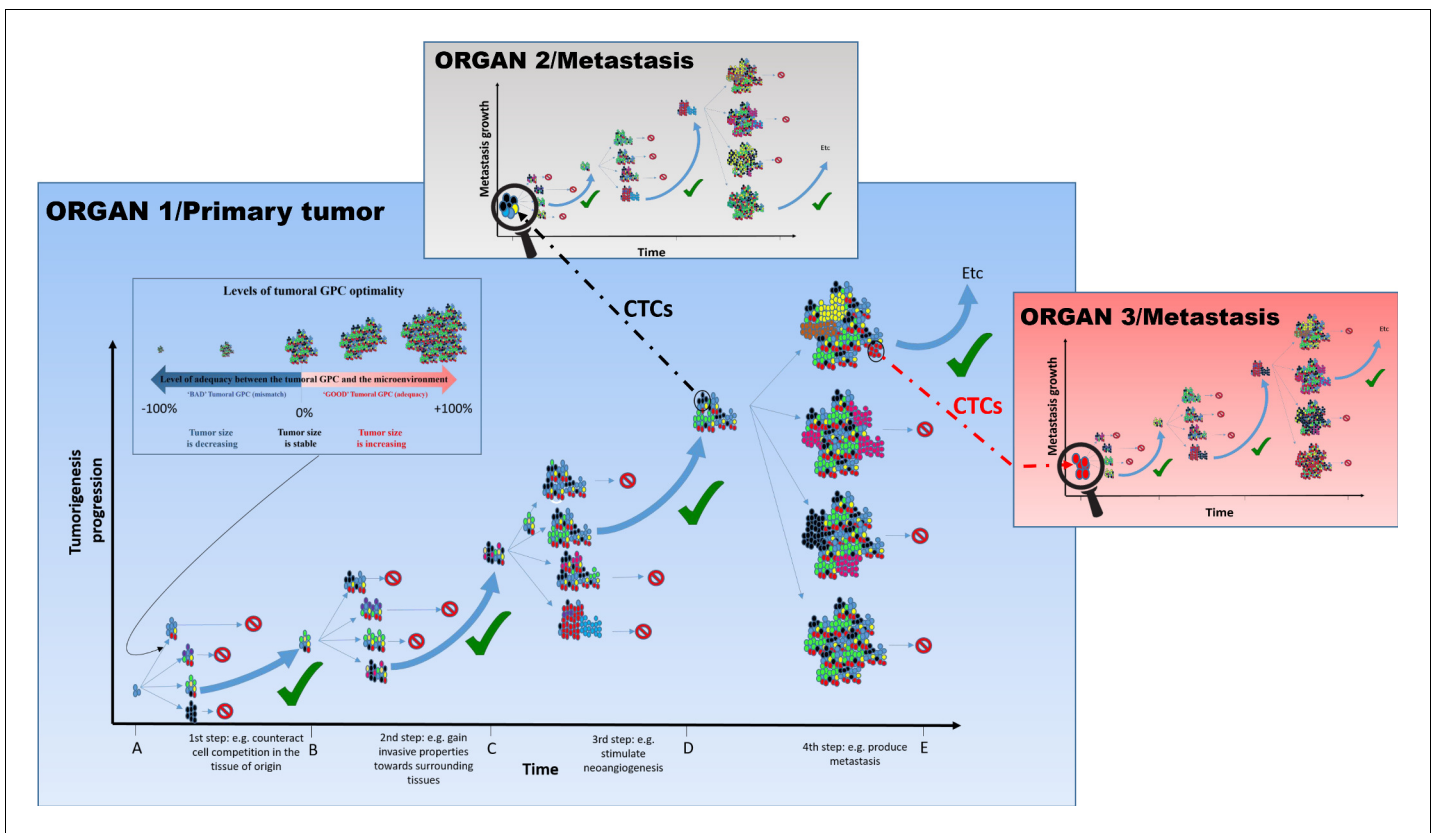 ORGAN 2/Metastasis
Metastasis growth
Etc
Time
ORGAN 1/Primary tumor
Levels of tumoral GPC optimality
Level of adequacy between the tumoral GPC and the microenvironment
'BAD' Tumoral GPC (mismatch)
'GOOD' Tumoral GPC (adequacy)
-100%
0%
+100%
Tumor size
is decreasing
Tumor size
is stable
Tumor size
is increasing
CTCs
Etc
ORGAN 3/Metastasis
Metastasis growth
Etc
Time
CTCs
Tumorigenesis
progression
A
1st step: e.g. counteract
cell competition in the
tissue of origin
B
2nd step: e.g. gain
invasive properties
towards surrounding
tissues
C
Time
3rd step: e.g.
stimulate
neoangiogenesis
D
4th step: e.g. produce
metastasis
E